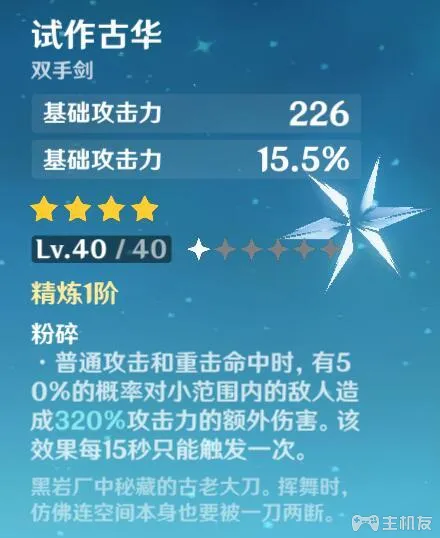 试作古华
双手剑
基础攻击力 226
基础攻击力 15.5%
Lv.40 / 40
精炼1阶
粉碎
·普通攻击和重击命中时,有5
0%的概率对小范围内的敌人造
成320%攻击力的额外伤害。该
效果每15秒只能触发一次。
黑岩厂中秘藏的古老大刀。挥舞时,
仿佛连空间本身也要被一刀两断。
主机友